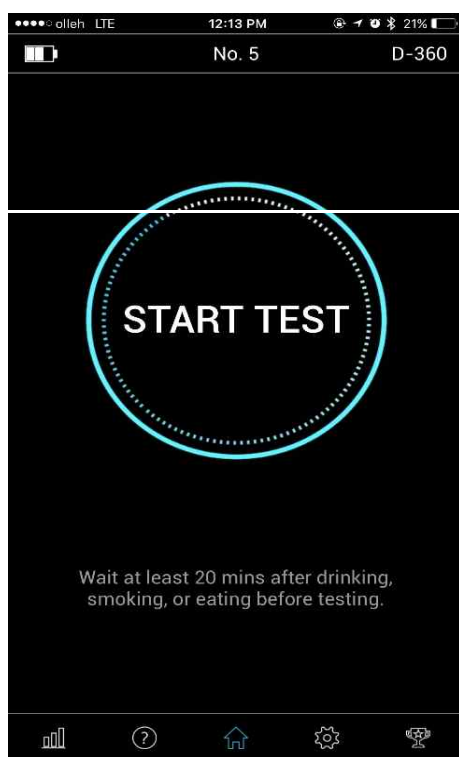 olleh LTE 12:13 PM 21%
No. 5 D-360
START TEST
Wait at least 20 mins after drinking,
smoking, or eating before testing.
?